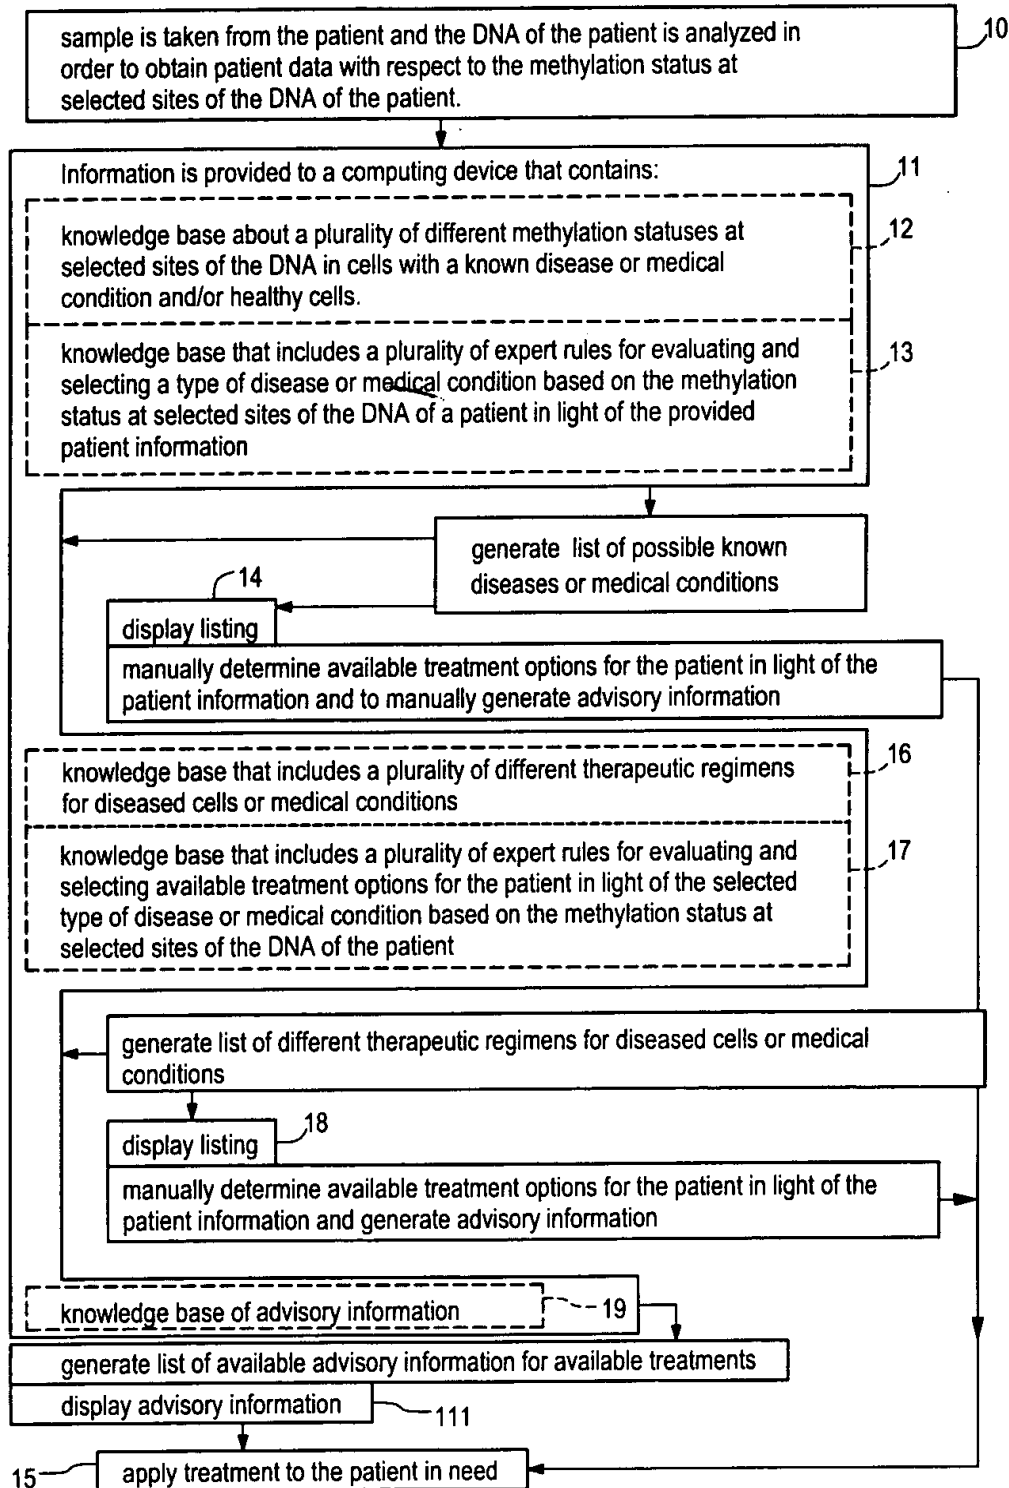 sample is taken from the patient and the DNA of the patient is analyzed in
order to obtain patient data with respect to the methylation status at
selected sites of the DNA of the patient.
10
Information is provided to a computing device that contains:
11
knowledge base about a plurality of different methylation statuses at
selected sites of the DNA in cells with a known disease or medical
condition and/or healthy cells.
12
knowledge base that includes a plurality of expert rules for evaluating and
selecting a type of disease or medical condition based on the methylation
status at selected sites of the DNA of a patient in light of the provided
patient information
13
generate list of possible known
diseases or medical conditions
14
display listing
manually determine available treatment options for the patient in light of the
patient information and to manually generate advisory information
knowledge base that includes a plurality of different therapeutic regimens
for diseased cells or medical conditions
16
knowledge base that includes a plurality of expert rules for evaluating and
selecting available treatment options for the patient in light of the selected
type of disease or medical condition based on the methylation status at
selected sites of the DNA of the patient
17
generate list of different therapeutic regimens for diseased cells or medical
conditions
display listing
18
manually determine available treatment options for the patient in light of the
patient information and generate advisory information
knowledge base of advisory information
19
generate list of available advisory information for available treatments
display advisory information
111
15
apply treatment to the patient in need